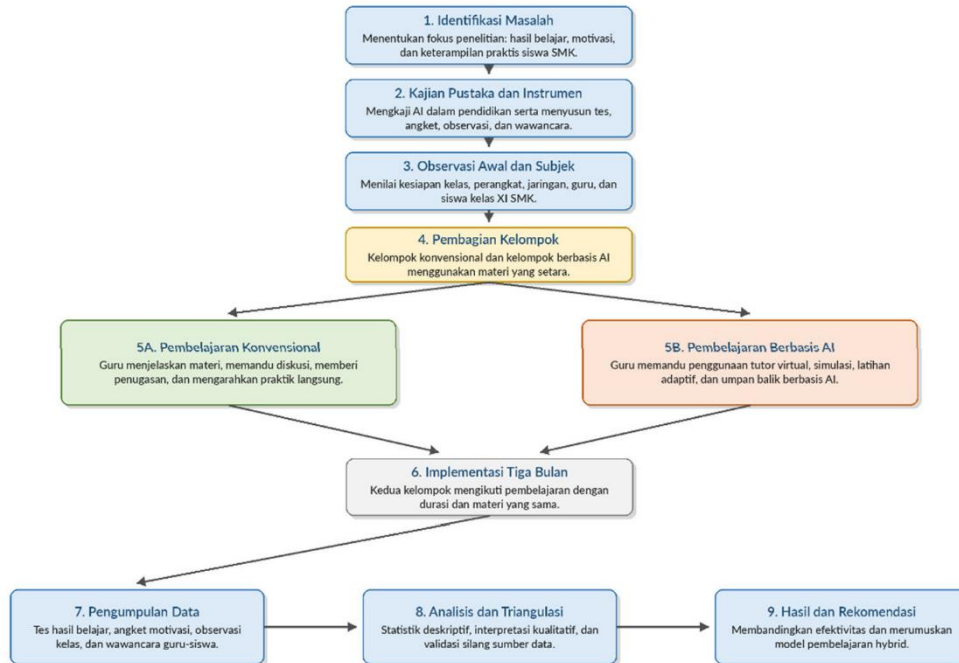 1. Identifikasi Masalah
Menentukan fokus penelitian: hasil belajar, motivasi,
dan keterampilan praktis siswa SMK.
2. Kajian Pustaka dan Instrumen
Mengkaji AI dalam pendidikan serta menyusun tes,
angket, observasi, dan wawancara.
3. Observasi Awal dan Subjek
Menilai kesiapan kelas, perangkat, jaringan, guru, dan
siswa kelas XI SMK.
4. Pembagian Kelompok
Kelompok konvensional dan kelompok berbasis AI
menggunakan materi yang setara.
5A. Pembelajaran Konvensional
Guru menjelaskan materi, memandu diskusi, memberi
penugasan, dan mengarahkan praktik langsung.
5B. Pembelajaran Berbasis AI
Guru memandu penggunaan tutor virtual, simulasi, latihan
adaptif, dan umpan balik berbasis AI.
6. Implementasi Tiga Bulan
Kedua kelompok mengikuti pembelajaran dengan
durasi dan materi yang sama.
7. Pengumpulan Data
Tes hasil belajar, angket motivasi, observasi
kelas, dan wawancara guru-siswa.
8. Analisis dan Triangulasi
Statistik deskriptif, interpretasi kualitatif, dan
validasi silang sumber data.
9. Hasil dan Rekomendasi
Membandingkan efektivitas dan merumuskan
model pembelajaran hybrid.